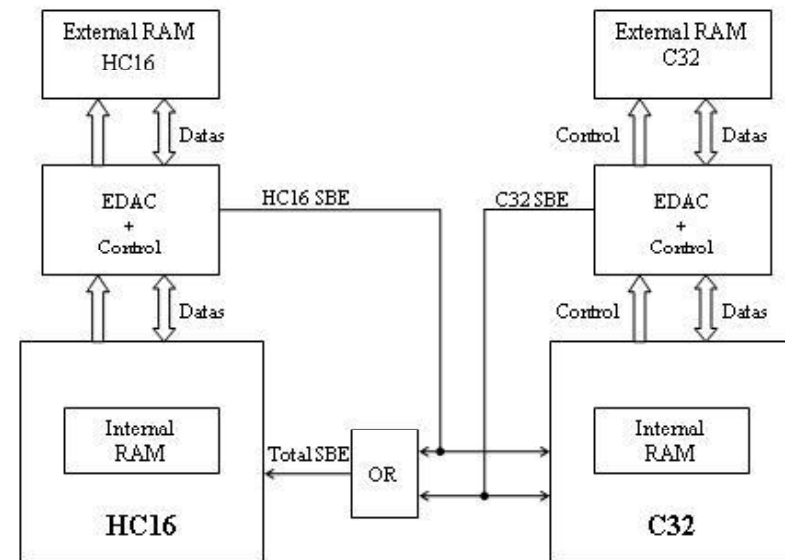 External RAM
HC16
External RAM
C32
Datas
Control
Datas
EDAC
+
Control
HC16 SBE
C32 SBE
EDAC
+
Control
Datas
Control
Datas
Internal
RAM
Total SBE
OR
Internal
RAM
HC16
C32